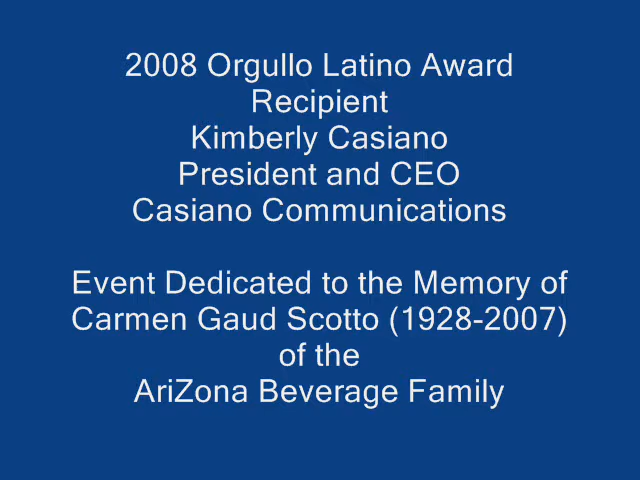 2008 Orgullo Latino Award
Recipient
Kimberly Casiano
President and CEO
Casiano Communications
Event Dedicated to the Memory of
Carmen Gaud Scotto (1928-2007)
of the
AriZona Beverage Family